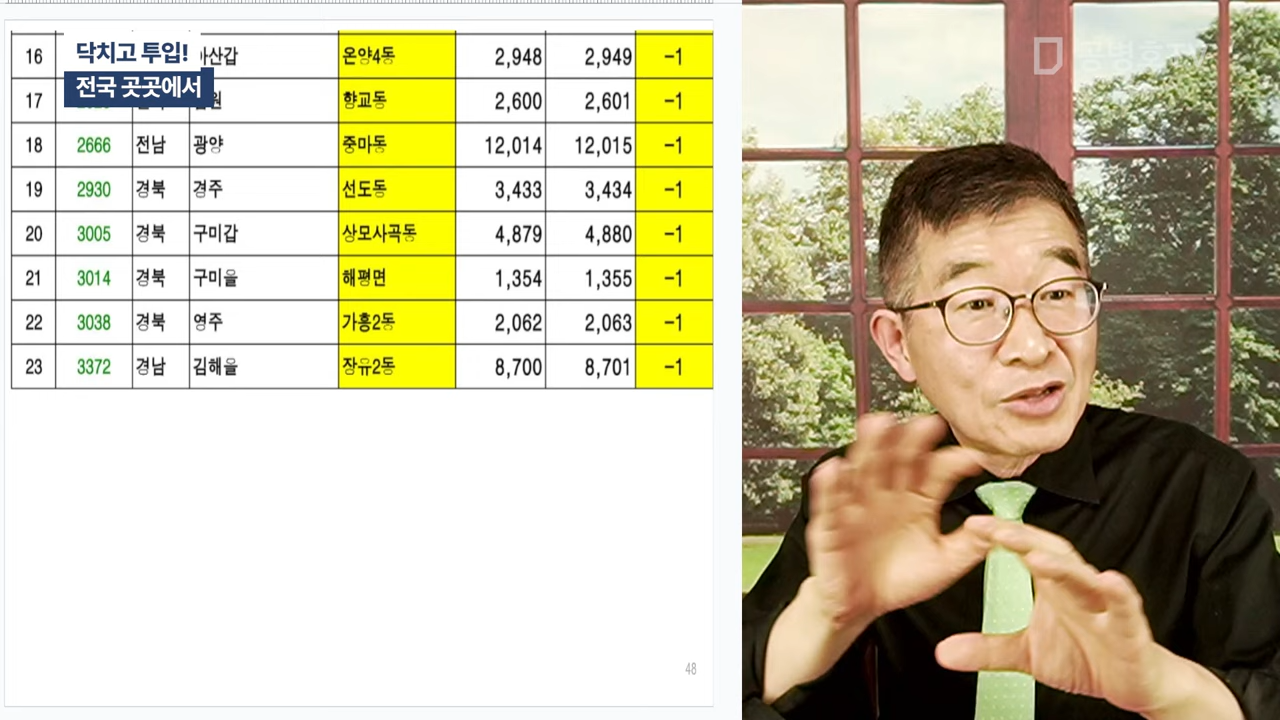 닥치고 투입!
전국 곳곳에서
16 아산갑 온양4동 2,948 2,949 -1
17 향교동 2,600 2,601 -1
18 2666 전남 광양 중마동 12,014 12,015 -1
19 2930 경북 경주 선도동 3,433 3,434 -1
20 3005 경북 구미갑 상모사곡동 4,879 4,880 -1
21 3014 경북 구미을 해평면 1,354 1,355 -1
22 3038 경북 영주 가흥2동 2,062 2,063 -1
23 3372 경남 김해을 장유2동 8,700 8,701 -1
48